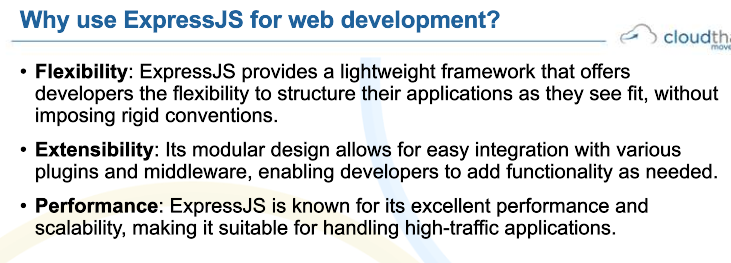 Why use ExpressJS for web development?
cloudtha
move
• Flexibility: ExpressJS provides a lightweight framework that offers
developers the flexibility to structure their applications as they see fit, without
imposing rigid conventions.
• Extensibility: Its modular design allows for easy integration with various
plugins and middleware, enabling developers to add functionality as needed.
• Performance: ExpressJS is known for its excellent performance and
scalability, making it suitable for handling high-traffic applications.